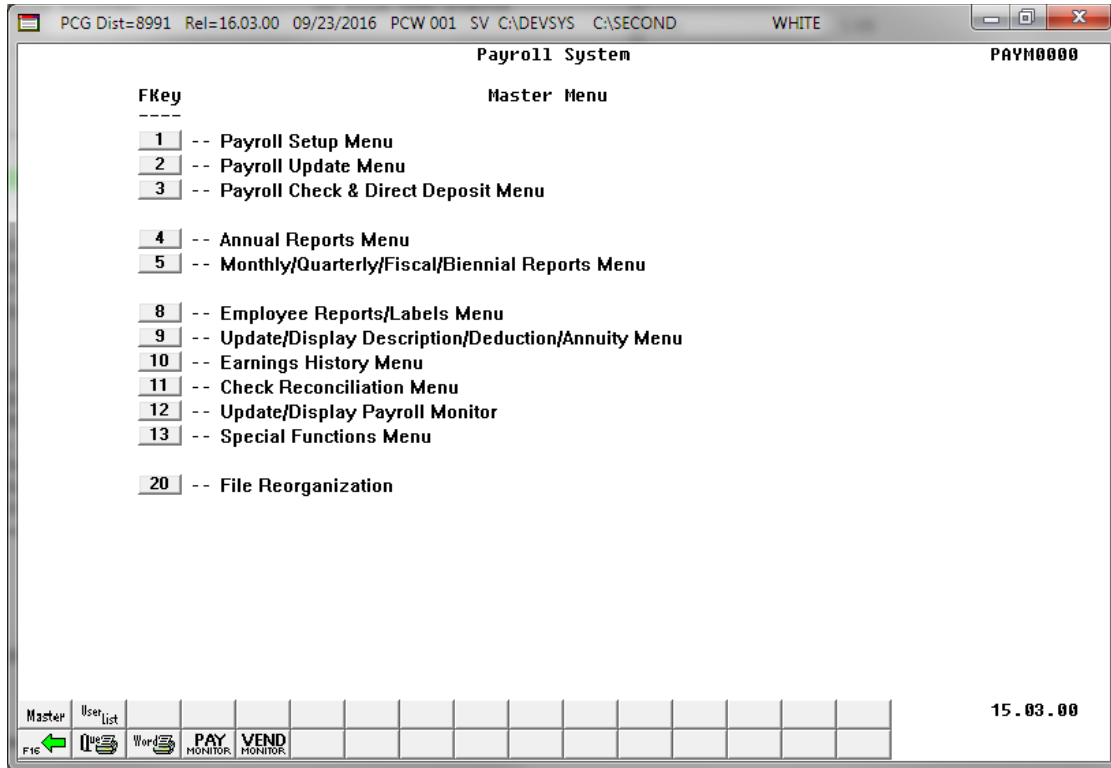 PCG Dist=8991 Rel=16.03.00 09/23/2016 PCW 001 SV C:\DEVSYS C:\SECOND WHITE
Payroll System PAYM0000
FKey Master Menu
----
1 -- Payroll Setup Menu
2 -- Payroll Update Menu
3 -- Payroll Check & Direct Deposit Menu
4 -- Annual Reports Menu
5 -- Monthly/Quarterly/Fiscal/Biennial Reports Menu
8 -- Employee Reports/Labels Menu
9 -- Update/Display Description/Deduction/Annuity Menu
10 -- Earnings History Menu
11 -- Check Reconciliation Menu
12 -- Update/Display Payroll Monitor
13 -- Special Functions Menu
20 -- File Reorganization
Master User List 15.03.00
F16 Que Word PAY MONITOR VEND MONITOR